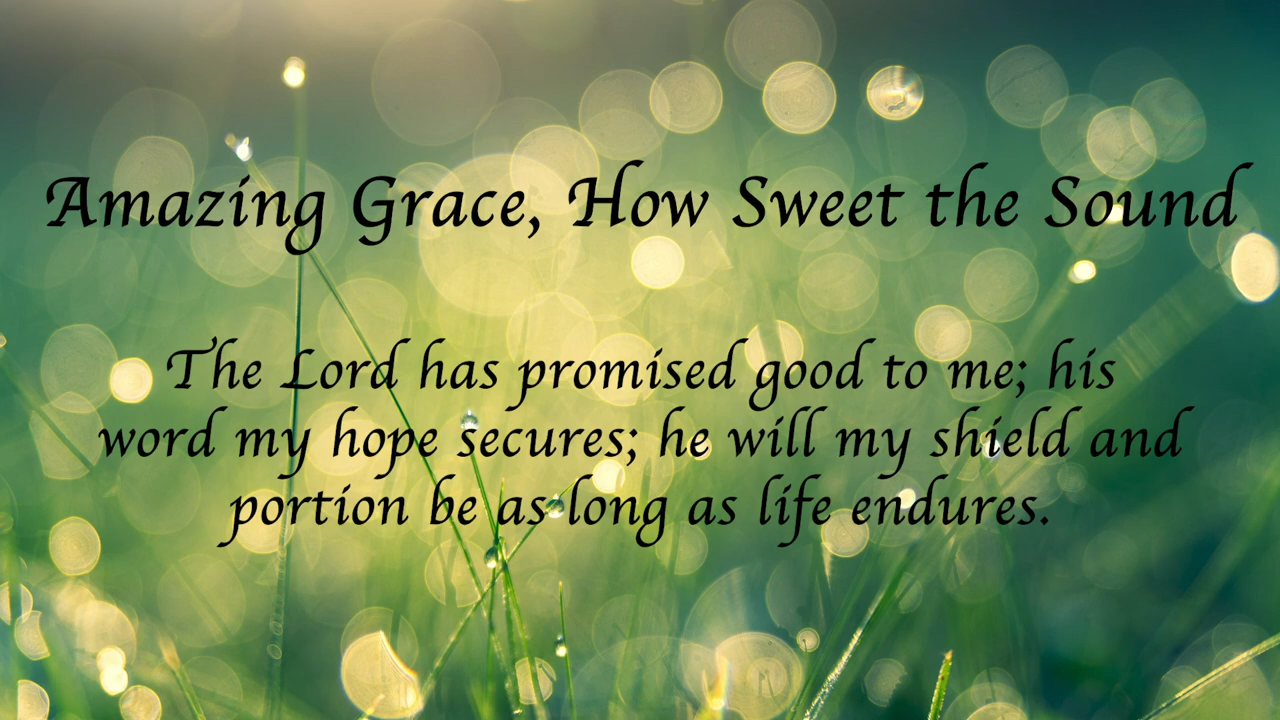 Amazing Grace, How Sweet the Sound
The Lord has promised good to me; his
word my hope secures; he will my shield and
portion be as long as life endures.